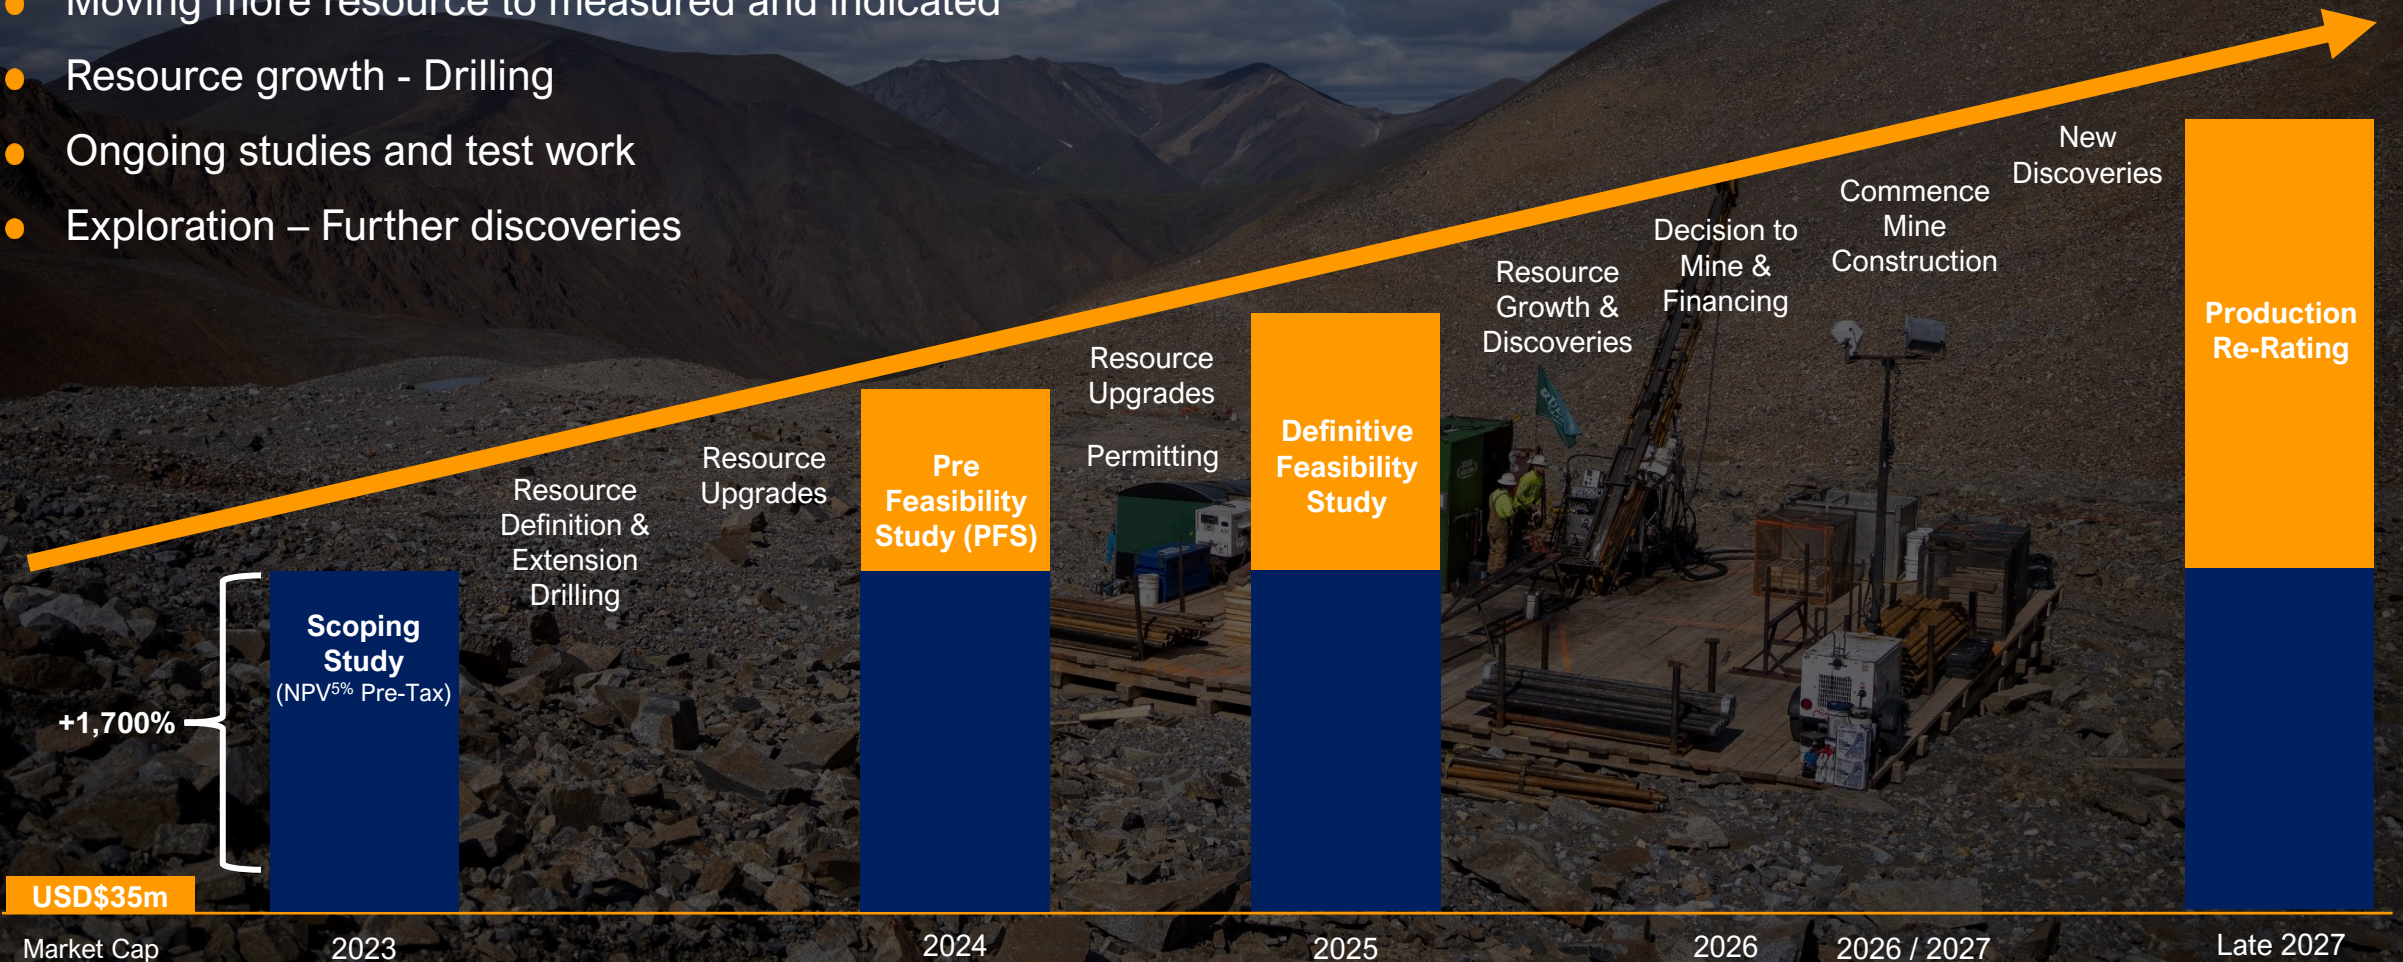 Moving more resource to measured and indicated
Resource growth - Drilling
Ongoing studies and test work
Exploration – Further discoveries
New
Discoveries
Commence
Mine
Construction
Decision to
Mine &
Financing
Resource
Growth &
Discoveries
Production
Re-Rating
Resource
Upgrades
Permitting
Definitive
Feasibility
Study
Resource
Upgrades
Pre
Feasibility
Study (PFS)
Resource
Definition &
Extension
Drilling
Scoping
Study
(NPV5% Pre-Tax)
+1,700%
USD$35m
Market Cap
2023
2024
2025
2026
2026 / 2027
Late 2027